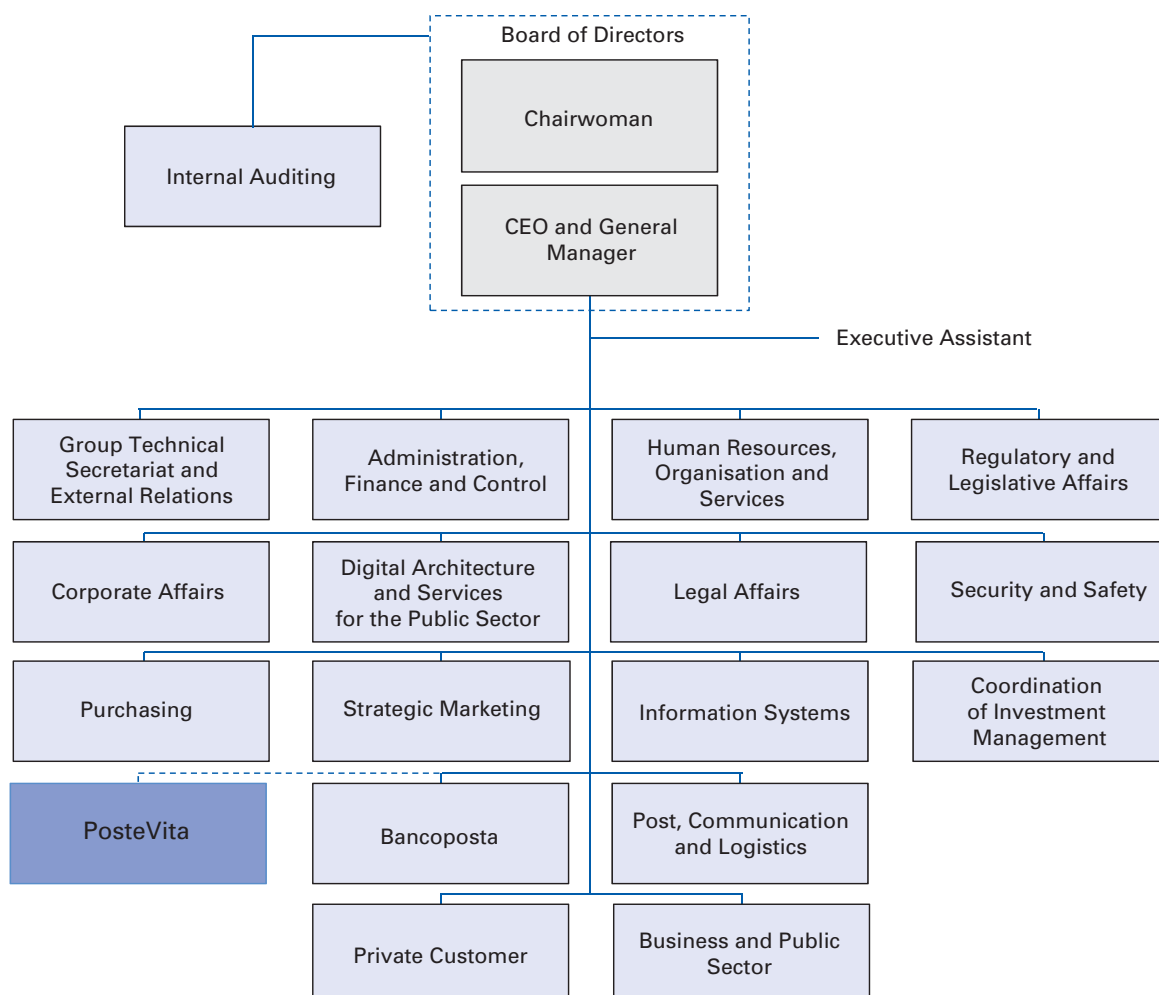 Board of Directors
Chairwoman
Internal Auditing
CEO and General
Manager
Executive Assistant
Group Technical
Secretariat and
External Relations
Administration,
Finance and Control
Human Resources,
Organisation and
Services
Regulatory and
Legislative Affairs
Corporate Affairs
Digital Architecture
and Services
for the Public Sector
Legal Affairs
Security and Safety
Purchasing
Strategic Marketing
Information Systems
Coordination
of Investment
Management
PosteVita
Bancoposta
Post, Communication
and Logistics
Private Customer
Business and Public
Sector